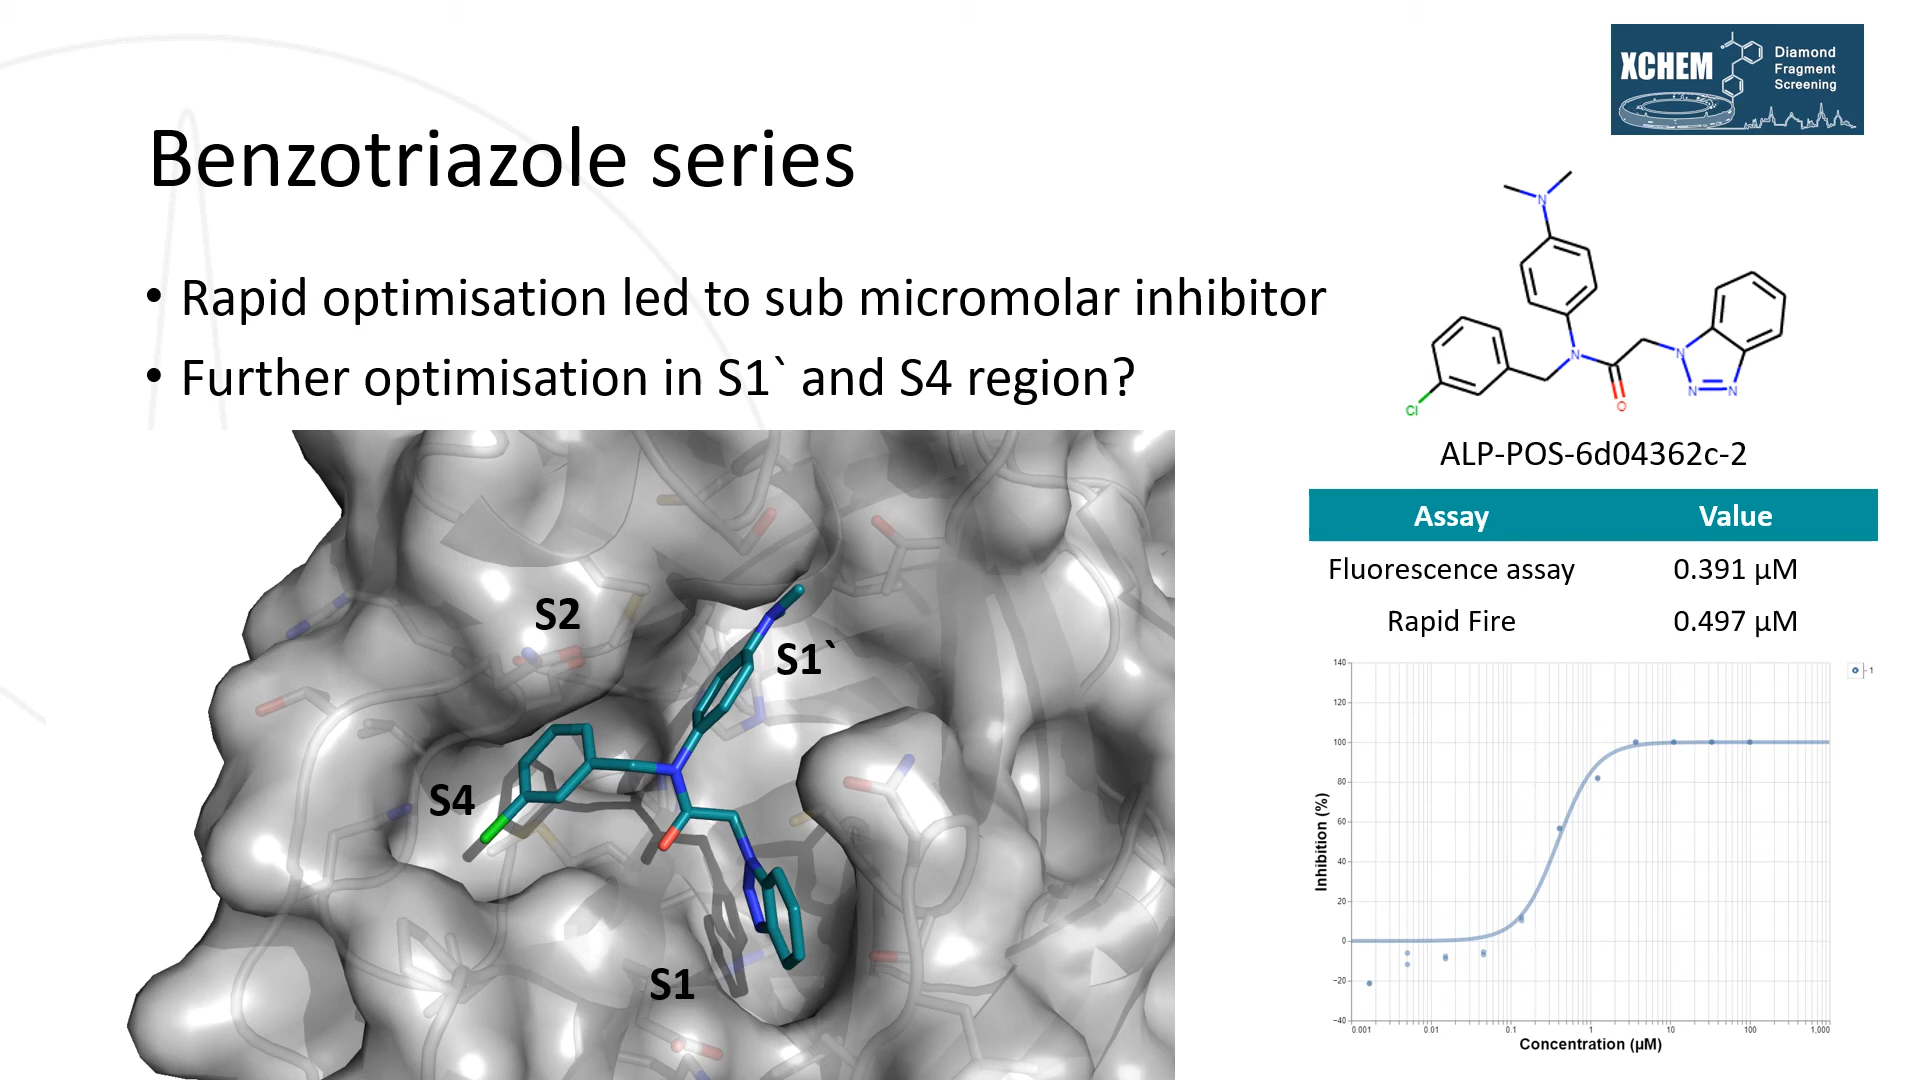 XCHEM
Diamond
Fragment
Screening
Benzotriazole series
• Rapid optimisation led to sub micromolar inhibitor
• Further optimisation in S1` and S4 region?
N
N
N
N
N
O
Cl
ALP-POS-6d04362c-2
Assay Value
Fluorescence assay 0.391 µM
Rapid Fire 0.497 µM
S2
S1`
S4
S1
1
140
120
100
80
60
40
20
0
−20
−40
Inhibition (%)
0.001 0.01 0.1 1 10 100 1,000
Concentration (µM)